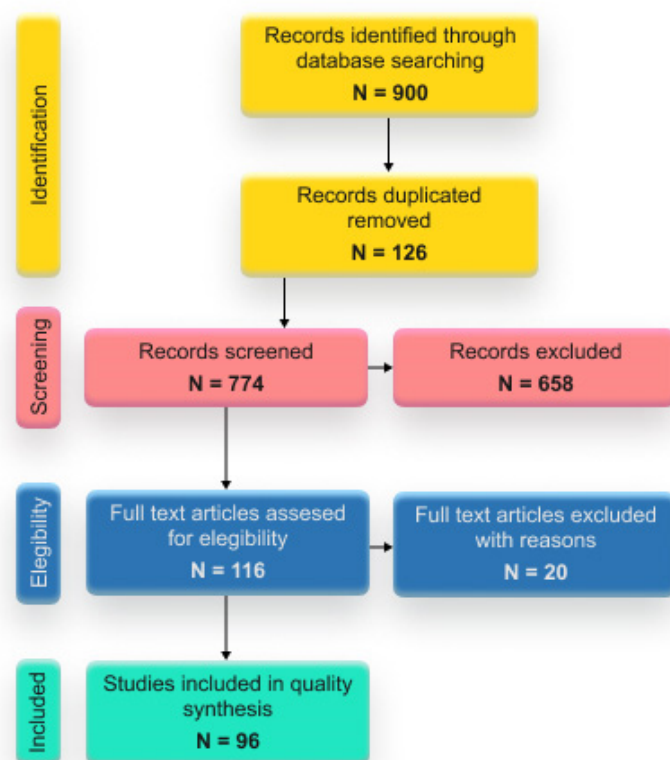 Identification
Records identified through
database searching
N = 900
Records duplicated
removed
N = 126
Screening
Records screened
N = 774
Records excluded
N = 658
Elegibility
Full text articles assesed
for elegibility
N = 116
Full text articles excluded
with reasons
N = 20
Included
Studies included in quality
synthesis
N = 96